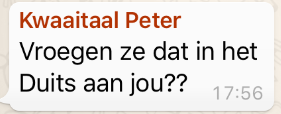 Kwaaitaal Peter
Vroegen ze dat in het
Duits aan jou??
17:56